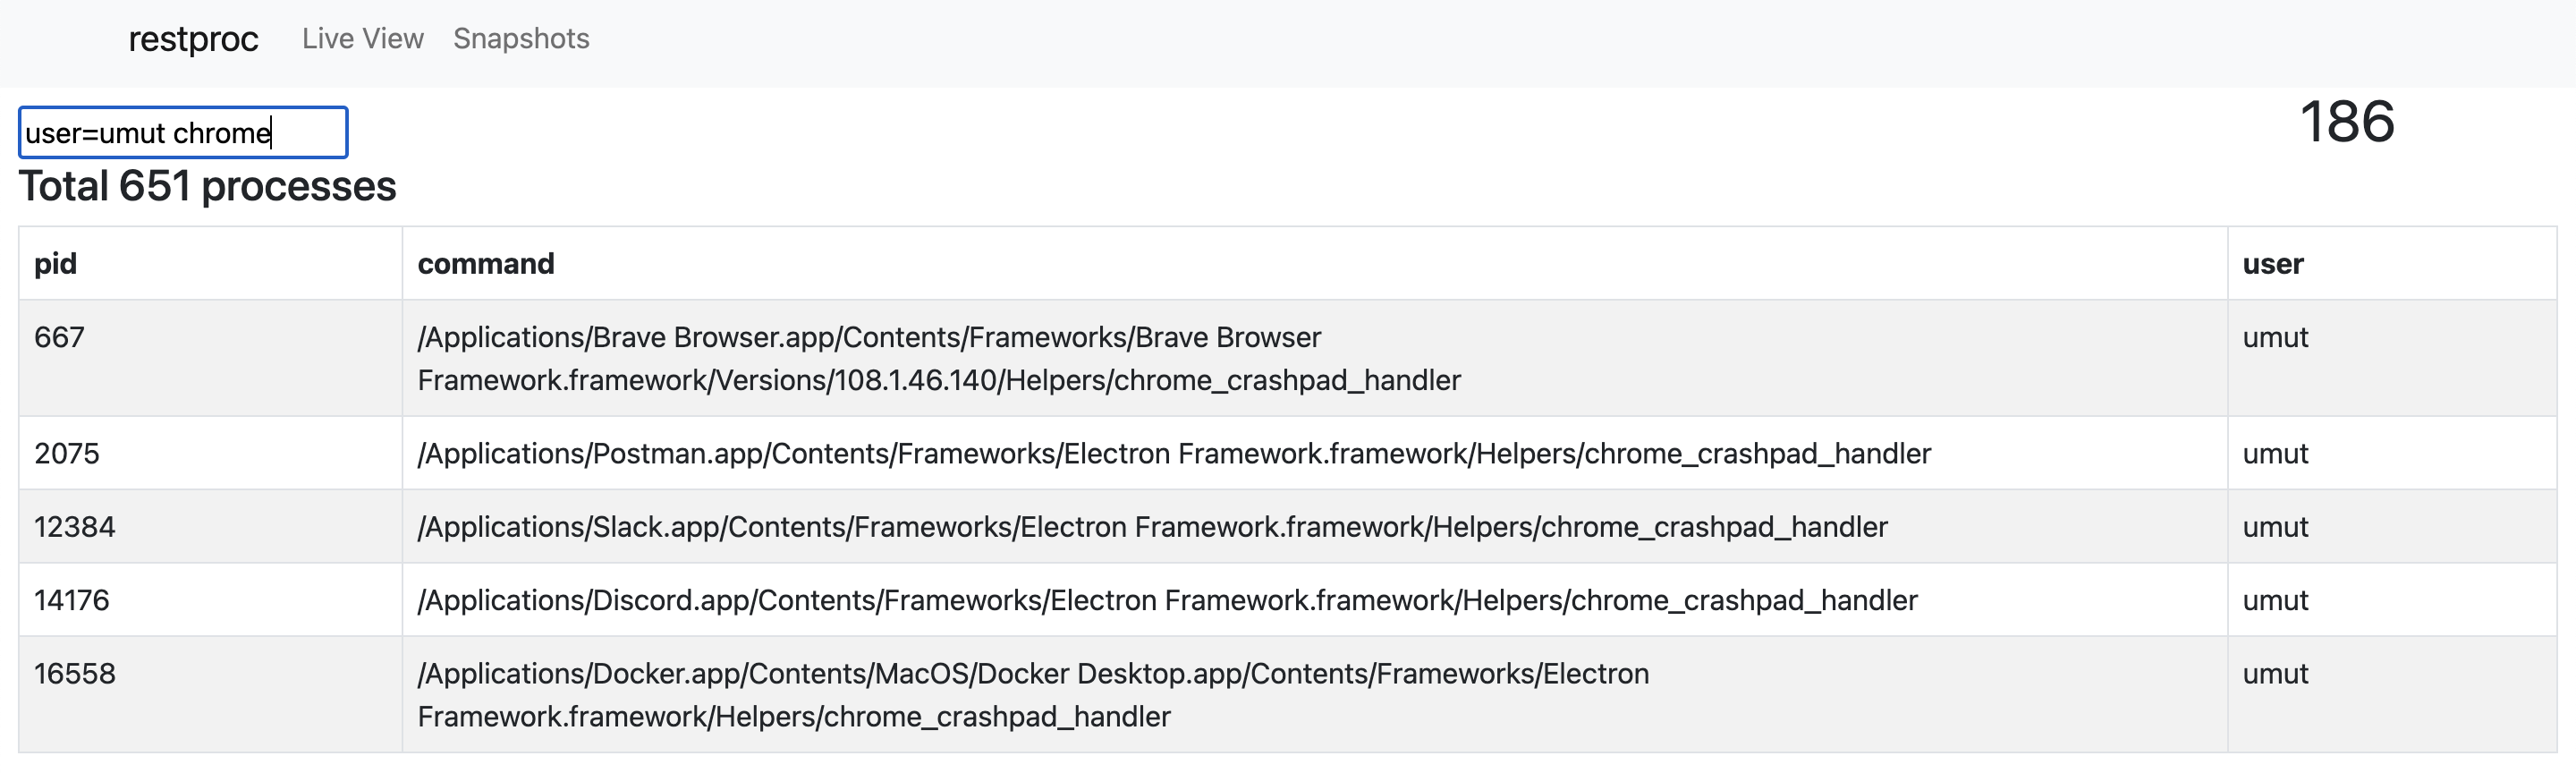 restproc Live View Snapshots
user=umut chrome 186
Total 651 processes
pid command user
667 /Applications/Brave Browser.app/Contents/Frameworks/Brave Browser umut
Framework.framework/Versions/108.1.46.140/Helpers/chrome_crashpad_handler
2075 /Applications/Postman.app/Contents/Frameworks/Electron Framework.framework/Helpers/chrome_crashpad_handler umut
12384 /Applications/Slack.app/Contents/Frameworks/Electron Framework.framework/Helpers/chrome_crashpad_handler umut
14176 /Applications/Discord.app/Contents/Frameworks/Electron Framework.framework/Helpers/chrome_crashpad_handler umut
16558 /Applications/Docker.app/Contents/MacOS/Docker Desktop.app/Contents/Frameworks/Electron umut
Framework.framework/Helpers/chrome_crashpad_handler